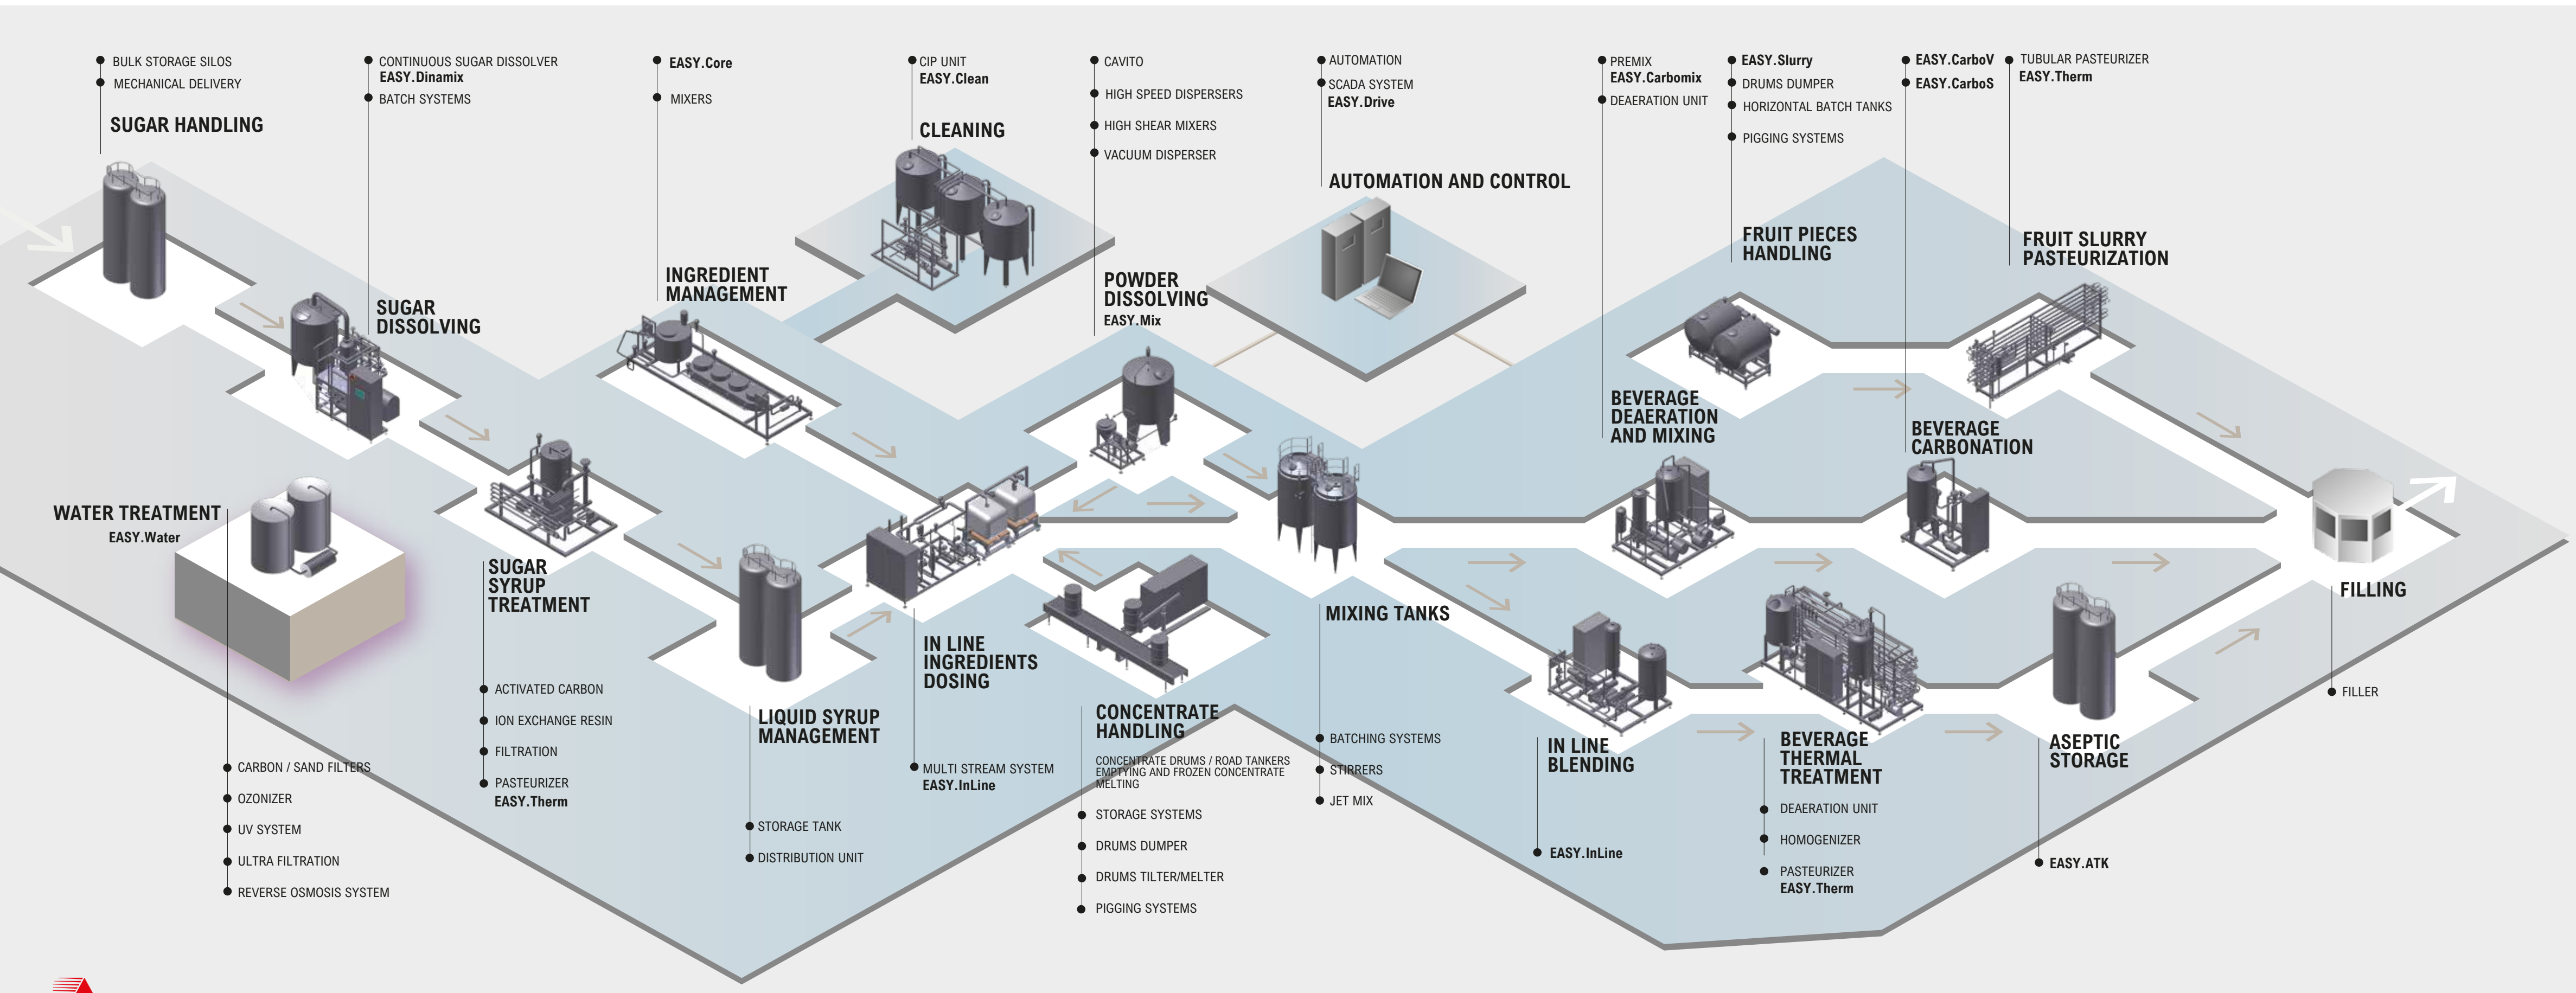 BULK STORAGE SILOS
MECHANICAL DELIVERY
SUGAR HANDLING
CONTINUOUS SUGAR DISSOLVER
EASY.Dinamix
BATCH SYSTEMS
SUGAR
DISSOLVING
EASY.Core
MIXERS
INGREDIENT
MANAGEMENT
CIP UNIT
EASY.Clean
CLEANING
CAVITO
HIGH SPEED DISPERSERS
HIGH SHEAR MIXERS
VACUUM DISPERSER
POWDER
DISSOLVING
EASY.Mix
AUTOMATION
SCADA SYSTEM
EASY.Drive
AUTOMATION AND CONTROL
PREMIX
EASY.Carbomix
DEAERATION UNIT
BEVERAGE
DEAERATION
AND MIXING
EASY.Slurry
DRUMS DUMPER
HORIZONTAL BATCH TANKS
PIGGING SYSTEMS
FRUIT PIECES
HANDLING
EASY.CarboV
EASY.CarboS
BEVERAGE
CARBONATION
TUBULAR PASTEURIZER
EASY.Therm
FRUIT SLURRY
PASTEURIZATION
WATER TREATMENT
EASY.Water
CARBON / SAND FILTERS
OZONIZER
UV SYSTEM
ULTRA FILTRATION
REVERSE OSMOSIS SYSTEM
SUGAR
SYRUP
TREATMENT
ACTIVATED CARBON
ION EXCHANGE RESIN
FILTRATION
PASTEURIZER
EASY.Therm
LIQUID SYRUP
MANAGEMENT
STORAGE TANK
DISTRIBUTION UNIT
IN LINE
INGREDIENTS
DOSING
MULTI STREAM SYSTEM
EASY.InLine
CONCENTRATE
HANDLING
CONCENTRATE DRUMS / ROAD TANKERS
EMPTYING AND FROZEN CONCENTRATE
MELTING
STORAGE SYSTEMS
DRUMS DUMPER
DRUMS TILTER/MELTER
PIGGING SYSTEMS
MIXING TANKS
BATCHING SYSTEMS
STIRRERS
JET MIX
IN LINE
BLENDING
EASY.InLine
BEVERAGE
THERMAL
TREATMENT
DEAERATION UNIT
HOMOGENIZER
PASTEURIZER
EASY.Therm
ASEPTIC
STORAGE
EASY.ATK
FILLING
FILLER